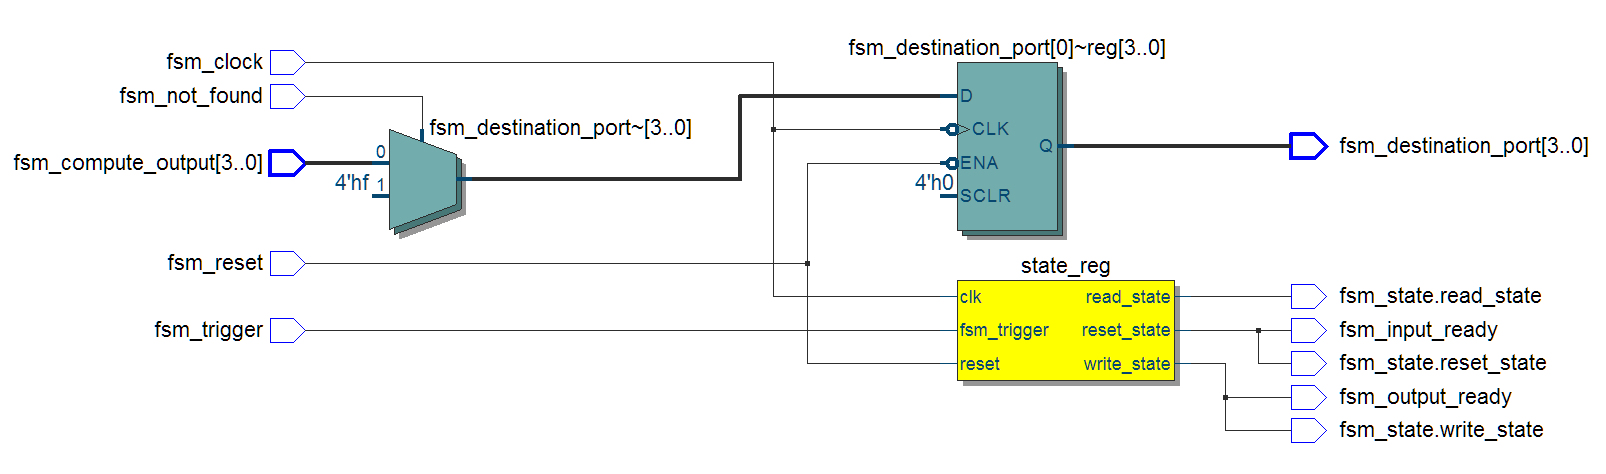 fsm_destination_port[0]~reg[3..0]
fsm_clock
fsm_not_found
D
fsm_destination_port~[3..0]
CLK
Q
fsm_destination_port[3..0]
0
fsm_compute_output[3..0]
ENA
4'hf
1
4'h0
SCLR
fsm_reset
state_reg
clk
read_state
fsm_state.read_state
fsm_trigger
fsm_trigger
reset_state
fsm_input_ready
reset
write_state
fsm_state.reset_state
fsm_output_ready
fsm_state.write_state